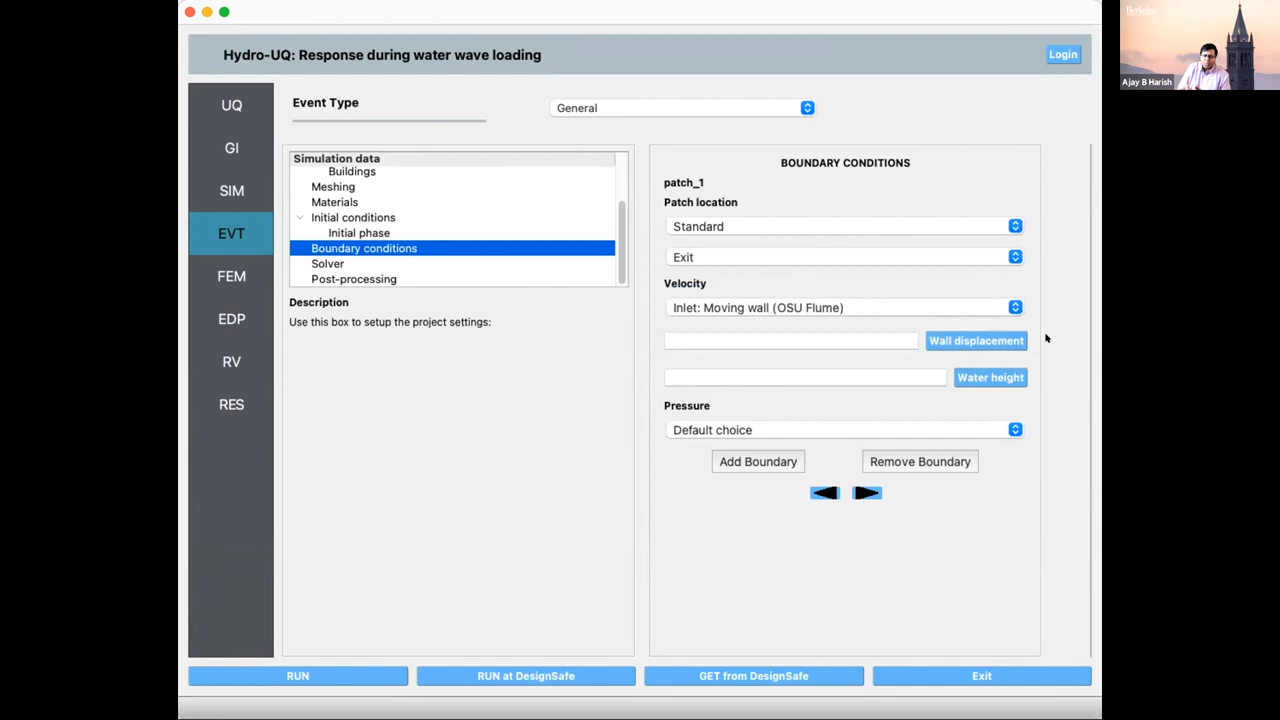 Hydro-UQ: Response during water wave loading
Login
Berkeley
Ajay B Harish
UQ
GI
SIM
EVT
FEM
EDP
RV
RES
Event Type
General
Simulation data
Buildings
Meshing
Materials
Initial conditions
Initial phase
Boundary conditions
Solver
Post-processing
Description
Use this box to setup the project settings:
BOUNDARY CONDITIONS
patch_1
Patch location
Standard
Exit
Velocity
Inlet: Moving wall (OSU Flume)
Wall displacement
Water height
Pressure
Default choice
Add Boundary
Remove Boundary
RUN
RUN at DesignSafe
GET from DesignSafe
Exit